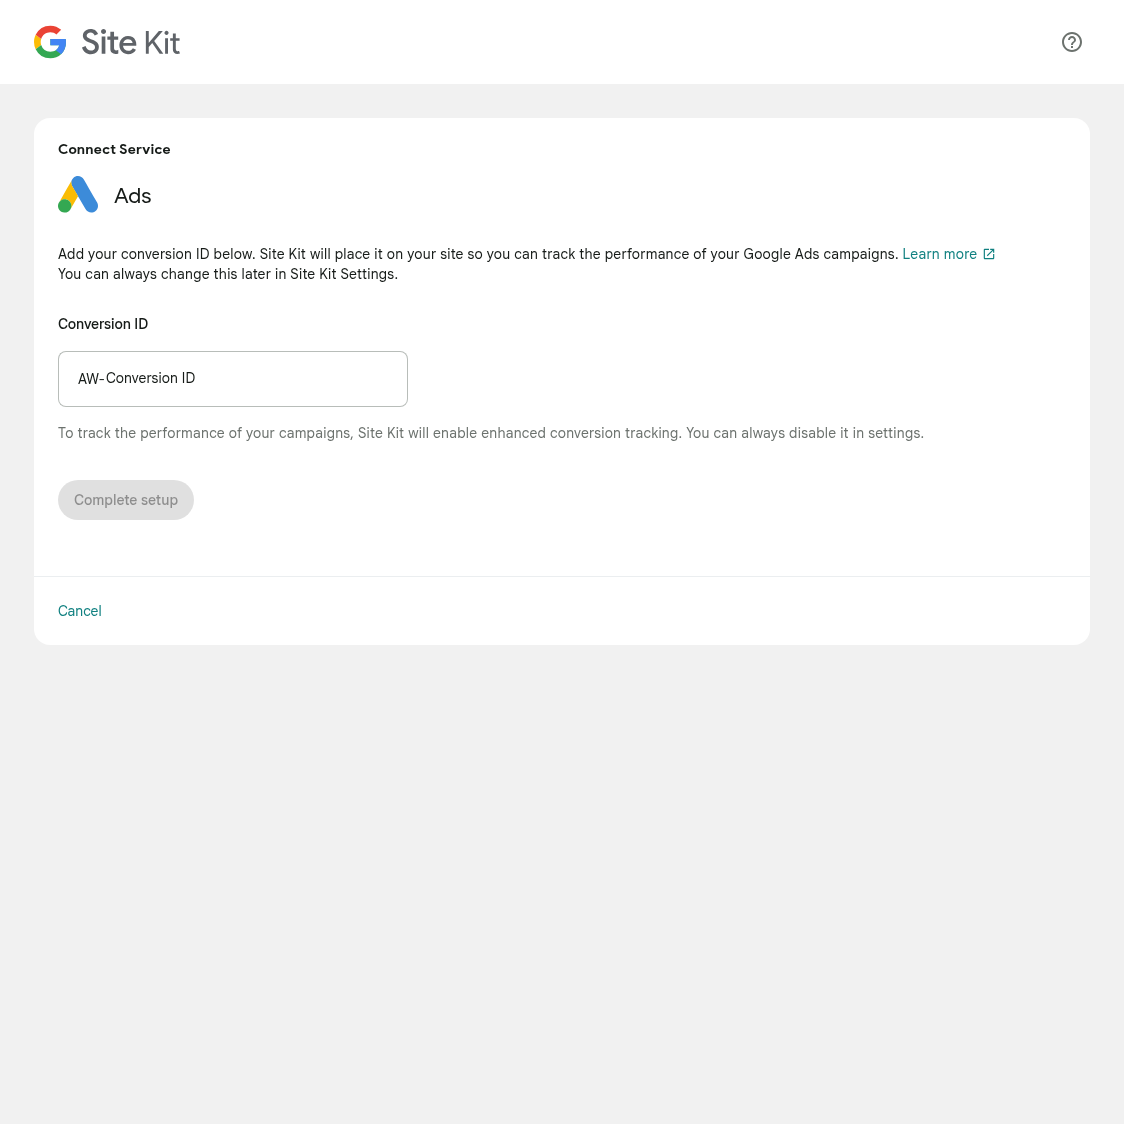 Site Kit
Connect Service
Ads
Add your conversion ID below. Site Kit will place it on your site so you can track the performance of your Google Ads campaigns. Learn more
You can always change this later in Site Kit Settings.
Conversion ID
AW-Conversion ID
To track the performance of your campaigns, Site Kit will enable enhanced conversion tracking. You can always disable it in settings.
Complete setup
Cancel